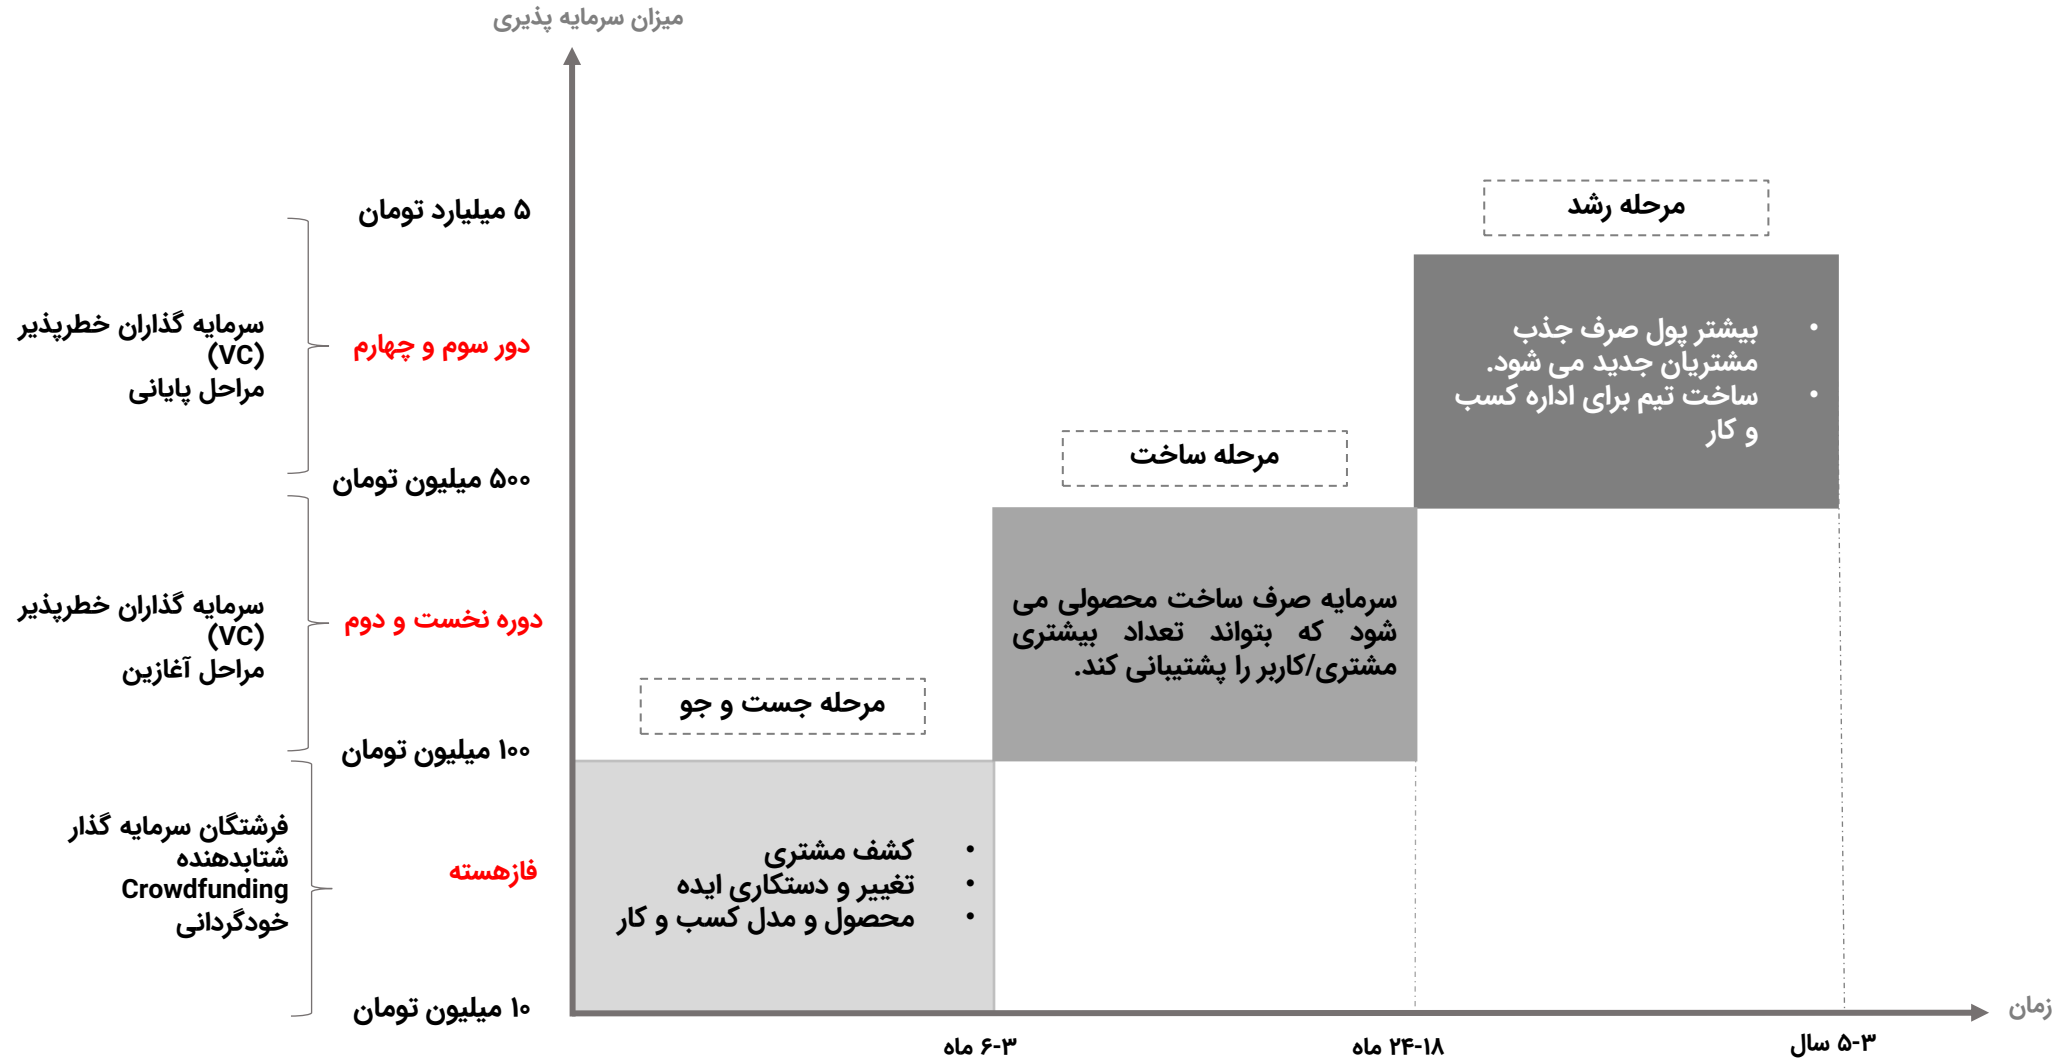 میزان سرمایه پذیری
۵ میلیارد تومان
۵۰۰ میلیون تومان
۱۰۰ میلیون تومان
۱۰ میلیون تومان
دور سوم و چهارم
دوره نخست و دوم
فازهسته
سرمایه گذاران خطرپذیر
(VC)
مراحل پایانی
سرمایه گذاران خطرپذیر
(VC)
مراحل آغازین
فرشتگان سرمایه گذار
شتابدهنده
Crowdfunding
خودگردانی
مرحله رشد
• بیشتر پول صرف جذب
مشتریان جدید می شود.
• ساخت تیم برای اداره کسب
و کار
مرحله ساخت
سرمایه صرف ساخت محصولی می
شود که بتواند تعداد بیشتری
مشتری/کاربر را پشتیبانی کند.
مرحله جست و جو
• کشف مشتری
• تغییر و دستکاری ایده
• محصول و مدل کسب و کار
۳-۶ ماه
۱۸-۲۴ ماه
۳-۵ سال
زمان